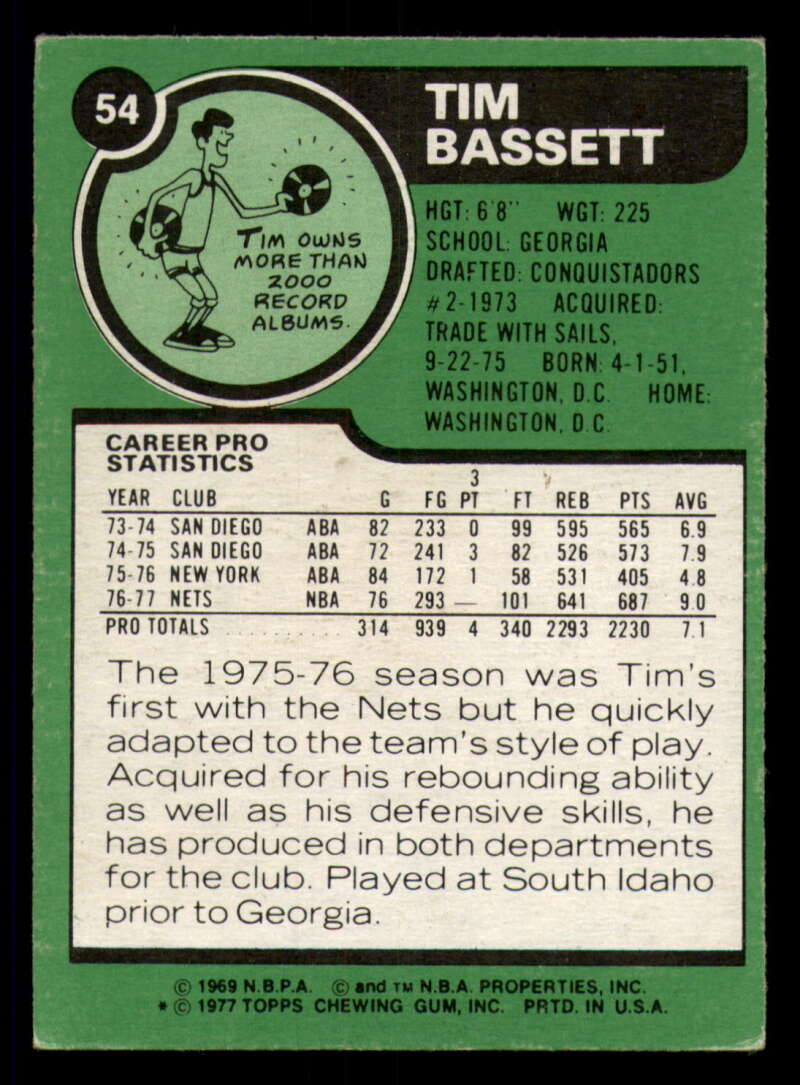 54
TIM
BASSETT
TIM OWNS
MORE THAN
2000
RECORD
ALBUMS.
HGT: 6'8" WGT: 225
SCHOOL: GEORGIA
DRAFTED: CONQUISTADORS
#2-1973 ACQUIRED:
TRADE WITH SAILS,
9-22-75 BORN: 4-1-51,
WASHINGTON, D.C. HOME:
WASHINGTON, D.C.
CAREER PRO
STATISTICS
YEAR CLUB G FG 3 PT FT REB PTS AVG
73-74 SAN DIEGO ABA 82 233 0 99 595 565 6.9
74-75 SAN DIEGO ABA 72 241 3 82 526 573 7.9
75-76 NEW YORK ABA 84 172 1 58 531 405 4.8
76-77 NETS NBA 76 293 — 101 641 687 9.0
PRO TOTALS .......... 314 939 4 340 2293 2230 7.1
The 1975-76 season was Tim's
first with the Nets but he quickly
adapted to the team's style of play.
Acquired for his rebounding ability
as well as his defensive skills, he
has produced in both departments
for the club. Played at South Idaho
prior to Georgia.
© 1969 N.B.P.A. © and TM N.B.A. PROPERTIES, INC.
* © 1977 TOPPS CHEWING GUM, INC. PRTD. IN U.S.A.